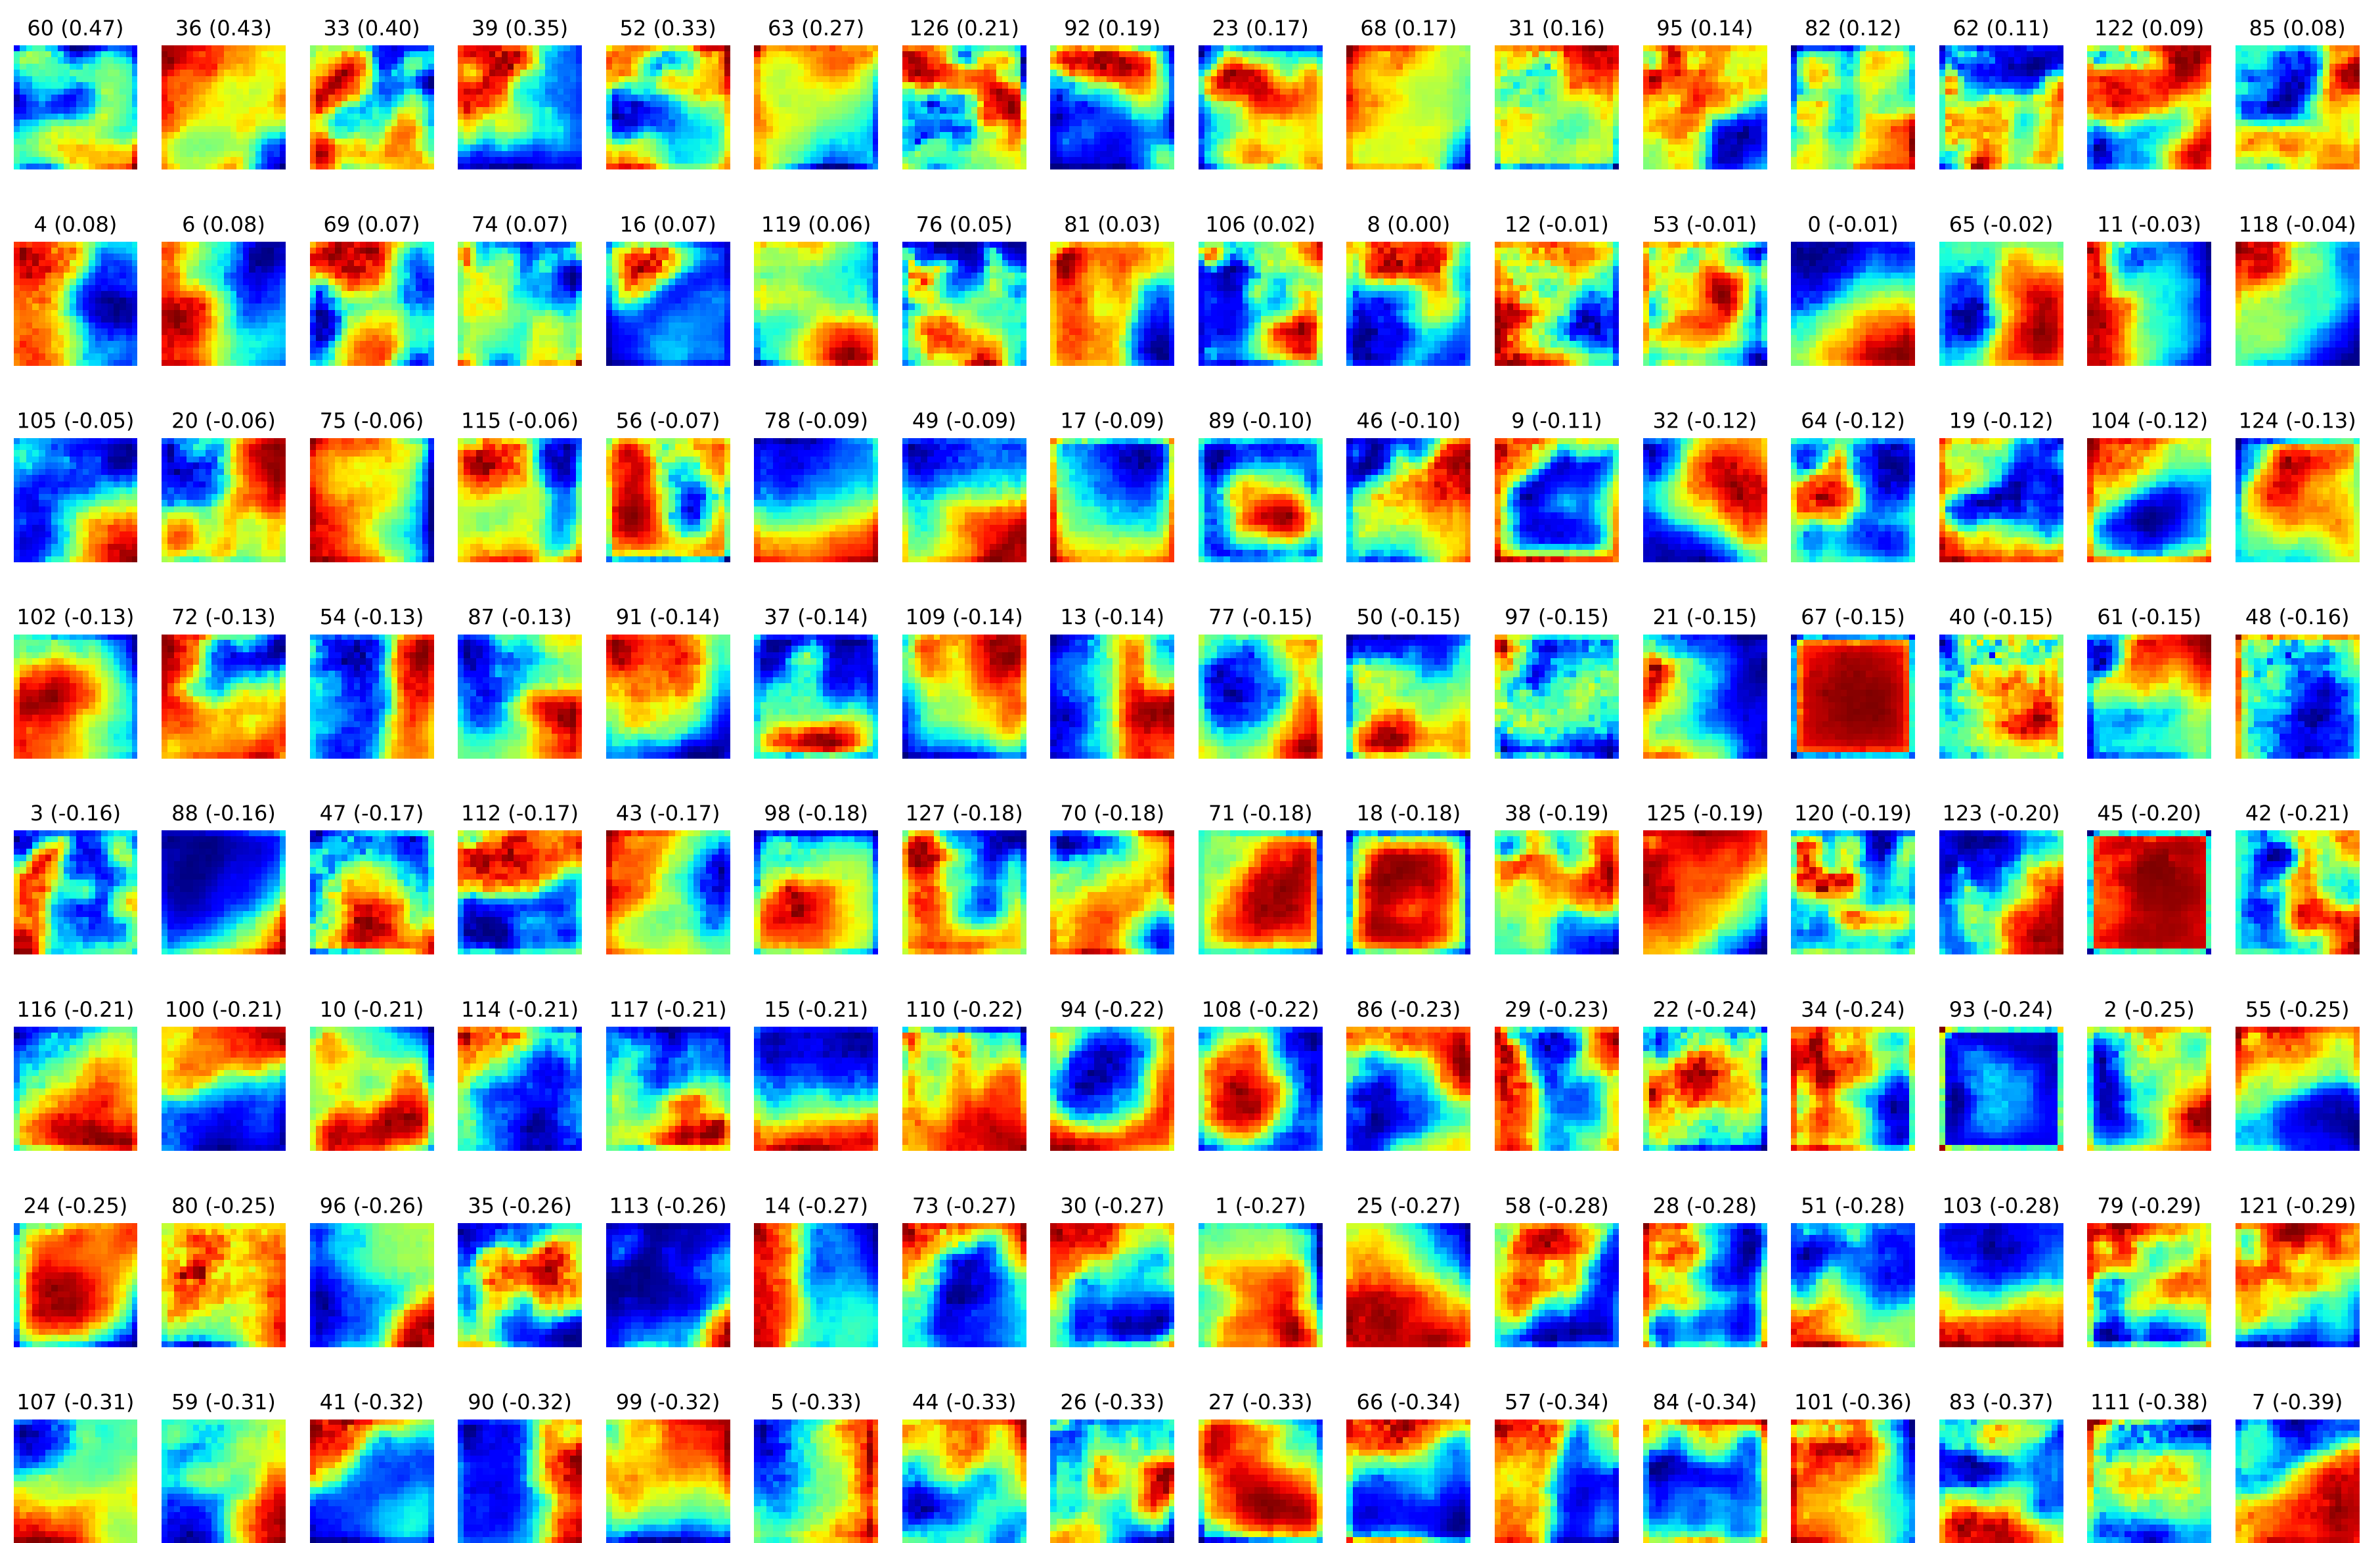 60 (0.47) 36 (0.43) 33 (0.40) 39 (0.35) 52 (0.33) 63 (0.27) 126 (0.21) 92 (0.19) 23 (0.17) 68 (0.17) 31 (0.16) 95 (0.14) 82 (0.12) 62 (0.11) 122 (0.09) 85 (0.08)
4 (0.08) 6 (0.08) 69 (0.07) 74 (0.07) 16 (0.07) 119 (0.06) 76 (0.05) 81 (0.03) 106 (0.02) 8 (0.00) 12 (-0.01) 53 (-0.01) 0 (-0.01) 65 (-0.02) 11 (-0.03) 118 (-0.04)
105 (-0.05) 20 (-0.06) 75 (-0.06) 115 (-0.06) 56 (-0.07) 78 (-0.09) 49 (-0.09) 17 (-0.09) 89 (-0.10) 46 (-0.10) 9 (-0.11) 32 (-0.12) 64 (-0.12) 19 (-0.12) 104 (-0.12) 124 (-0.13)
102 (-0.13) 72 (-0.13) 54 (-0.13) 87 (-0.13) 91 (-0.14) 37 (-0.14) 109 (-0.14) 13 (-0.14) 77 (-0.15) 50 (-0.15) 97 (-0.15) 21 (-0.15) 67 (-0.15) 40 (-0.15) 61 (-0.15) 48 (-0.16)
3 (-0.16) 88 (-0.16) 47 (-0.17) 112 (-0.17) 43 (-0.17) 98 (-0.18) 127 (-0.18) 70 (-0.18) 71 (-0.18) 18 (-0.18) 38 (-0.19) 125 (-0.19) 120 (-0.19) 123 (-0.20) 45 (-0.20) 42 (-0.21)
116 (-0.21) 100 (-0.21) 10 (-0.21) 114 (-0.21) 117 (-0.21) 15 (-0.21) 110 (-0.22) 94 (-0.22) 108 (-0.22) 86 (-0.23) 29 (-0.23) 22 (-0.24) 34 (-0.24) 93 (-0.24) 2 (-0.25) 55 (-0.25)
24 (-0.25) 80 (-0.25) 96 (-0.26) 35 (-0.26) 113 (-0.26) 14 (-0.27) 73 (-0.27) 30 (-0.27) 1 (-0.27) 25 (-0.27) 58 (-0.28) 28 (-0.28) 51 (-0.28) 103 (-0.28) 79 (-0.29) 121 (-0.29)
107 (-0.31) 59 (-0.31) 41 (-0.32) 90 (-0.32) 99 (-0.32) 5 (-0.33) 44 (-0.33) 26 (-0.33) 27 (-0.33) 66 (-0.34) 57 (-0.34) 84 (-0.34) 101 (-0.36) 83 (-0.37) 111 (-0.38) 7 (-0.39)